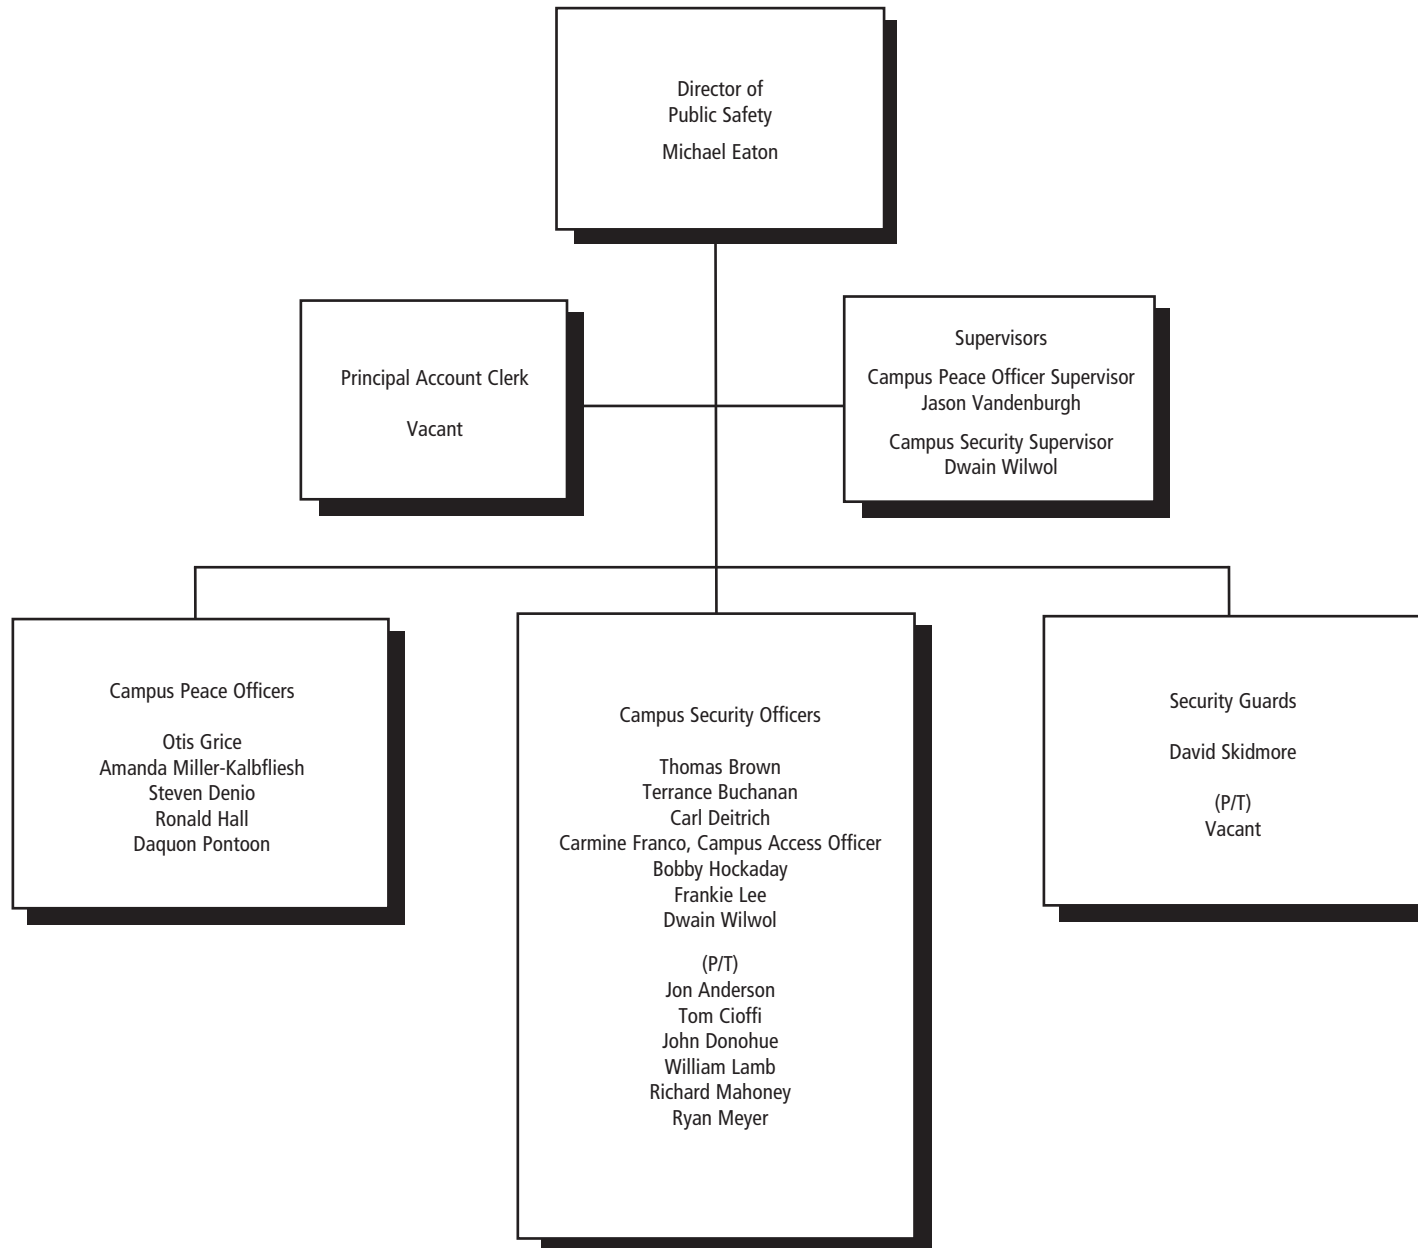 Director of
Public Safety
Michael Eaton
Principal Account Clerk
Vacant
Supervisors
Campus Peace Officer Supervisor
Jason Vandenburgh
Campus Security Supervisor
Dwain Wilwol
Campus Peace Officers
Otis Grice
Amanda Miller-Kalbfliesh
Steven Denio
Ronald Hall
Daquon Pontoon
Campus Security Officers
Thomas Brown
Terrance Buchanan
Carl Deitrich
Carmine Franco, Campus Access Officer
Bobby Hockaday
Frankie Lee
Dwain Wilwol
(P/T)
Jon Anderson
Tom Cioffi
John Donohue
William Lamb
Richard Mahoney
Ryan Meyer
Security Guards
David Skidmore
(P/T)
Vacant